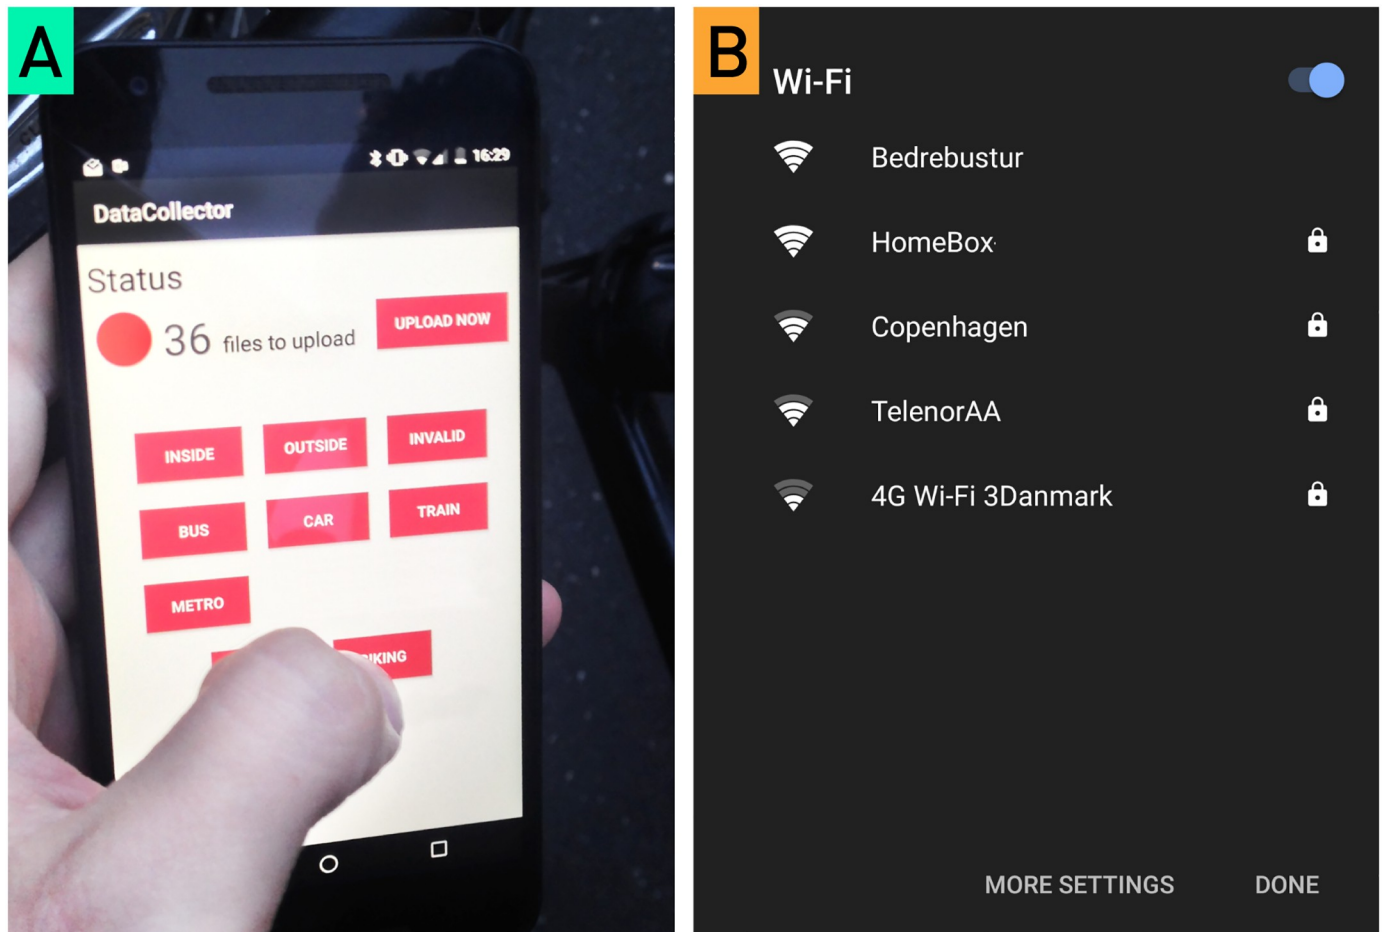 A
16:29
DataCollector
Status
36 files to upload
UPLOAD NOW
INSIDE
OUTSIDE
INVALID
BUS
CAR
TRAIN
METRO
B
Wi-Fi
Bedrebustur
HomeBox
Copenhagen
TelenorAA
4G Wi-Fi 3Danmark
MORE SETTINGS
DONE